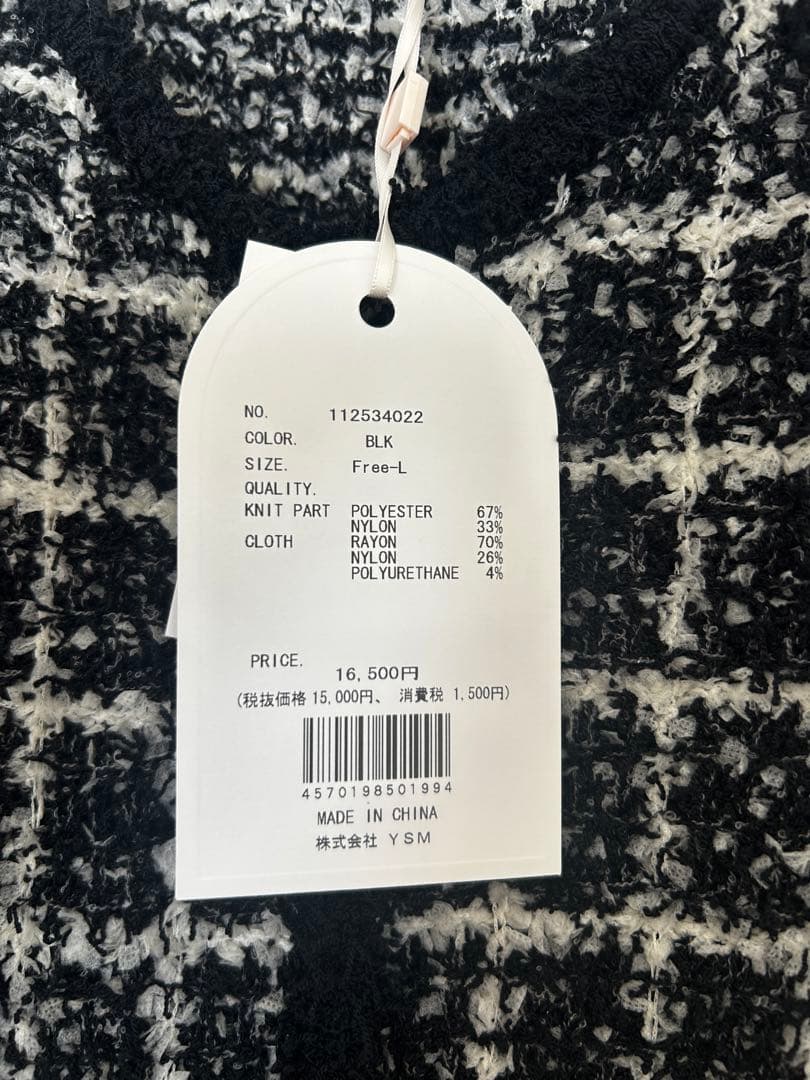 NO. 112534022
COLOR. BLK
SIZE. Free-L
QUALITY.
KNIT PART POLYESTER 67%
NYLON 33%
CLOTH RAYON 70%
NYLON 26%
POLYURETHANE 4%
PRICE.
16,500円
(税抜価格 15,000円、 消費税 1,500円)
4570198501994
MADE IN CHINA
株式会社 YSM